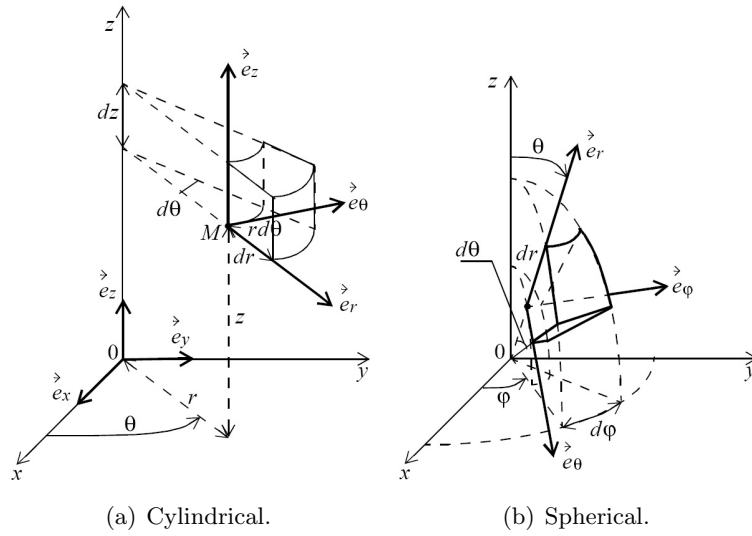 z
dz
dθ
e_z
M
rdθ
e_θ
dr
e_r
e_z
e_y
0
e_x
z
r
θ
y
x
z
θ
e_r
dr
dθ
e_φ
0
y
φ
dφ
e_θ
x
(a) Cylindrical.
(b) Spherical.